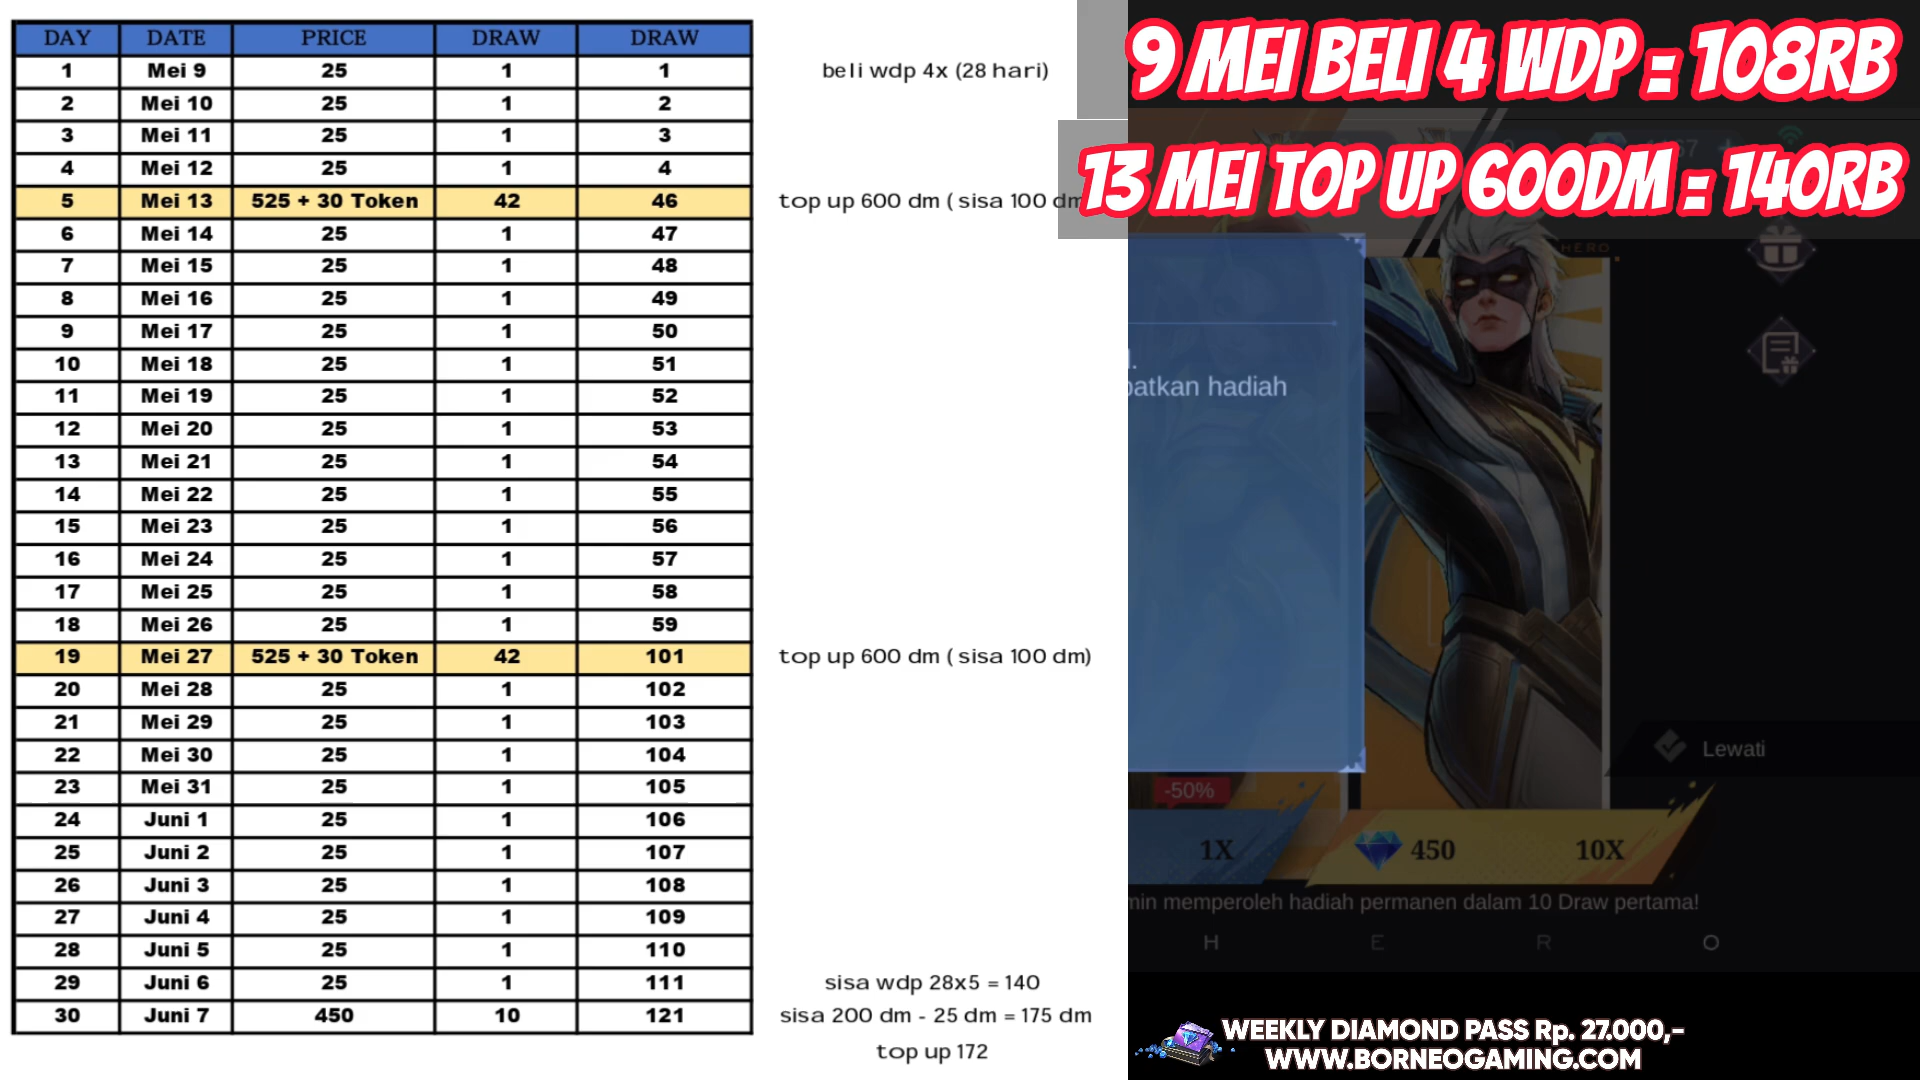 DAY DATE PRICE DRAW DRAW
1 Mei 9 25 1 1 beli wdp 4x (28 hari)
2 Mei 10 25 1 2
3 Mei 11 25 1 3
4 Mei 12 25 1 4
5 Mei 13 525 + 30 Token 42 46 top up 600 dm ( sisa 100 dm
6 Mei 14 25 1 47
7 Mei 15 25 1 48
8 Mei 16 25 1 49
9 Mei 17 25 1 50
10 Mei 18 25 1 51
11 Mei 19 25 1 52
12 Mei 20 25 1 53
13 Mei 21 25 1 54
14 Mei 22 25 1 55
15 Mei 23 25 1 56
16 Mei 24 25 1 57
17 Mei 25 25 1 58
18 Mei 26 25 1 59
19 Mei 27 525 + 30 Token 42 101 top up 600 dm ( sisa 100 dm)
20 Mei 28 25 1 102
21 Mei 29 25 1 103
22 Mei 30 25 1 104
23 Mei 31 25 1 105
24 Juni 1 25 1 106
25 Juni 2 25 1 107
26 Juni 3 25 1 108
27 Juni 4 25 1 109
28 Juni 5 25 1 110
29 Juni 6 25 1 111 sisa wdp 28x5 = 140
30 Juni 7 450 10 121 sisa 200 dm - 25 dm = 175 dm
top up 172
9 MEI BELI 4 WDP = 108RB
13 MEI TOP UP 600DM = 140RB
HERO
patkan hadiah
Lewati
-50%
1X 450 10X
min memperoleh hadiah permanen dalam 10 Draw pertama!
H E R O
WEEKLY DIAMOND PASS Rp. 27.000,-
WWW.BORNEOGAMING.COM